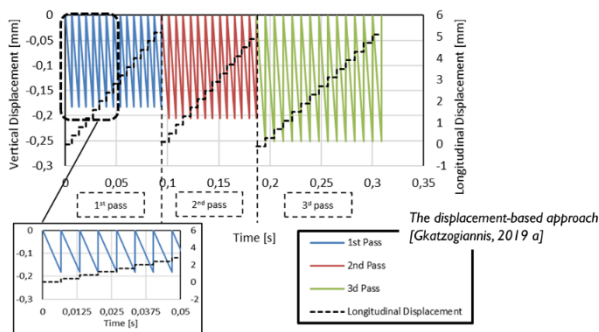 0
-0,05
-0,1
-0,15
-0,2
-0,25
-0,3
Vertical Displacement [mm]
6
5
4
3
2
1
0
-1
Longitudinal Displacement [mm]
0 0,05 0,1 0,15 0,2 0,25 0,3 0,35
1st pass 2nd pass 3d pass
Time [s]
The displacement-based approach
[Gkatzogiannis, 2019 a]
1st Pass
2nd Pass
3d Pass
Longitudinal Displacement
0
-0,1
-0,2
-0,3
6
4
2
0
-2
0 0,0125 0,025 0,0375 0,05
Time [s]